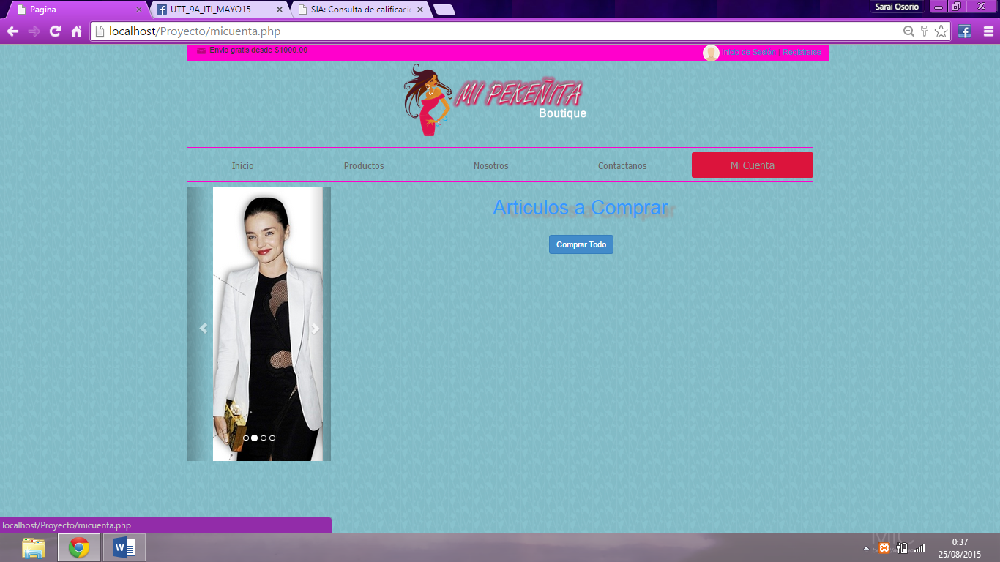 Pagina
UTT_9A_ITI_MAYO15
SIA: Consulta de calificacio
Sarai Osorio
localhost/Proyecto/micuenta.php
Envio gratis desde $1000.00
Inicio de Sesión | Registrarse
MI PEKEÑITA
Boutique
Inicio
Productos
Nosotros
Contactanos
Mi Cuenta
Articulos a Comprar
Comprar Todo
localhost/Proyecto/micuenta.php
0:37
25/08/2015